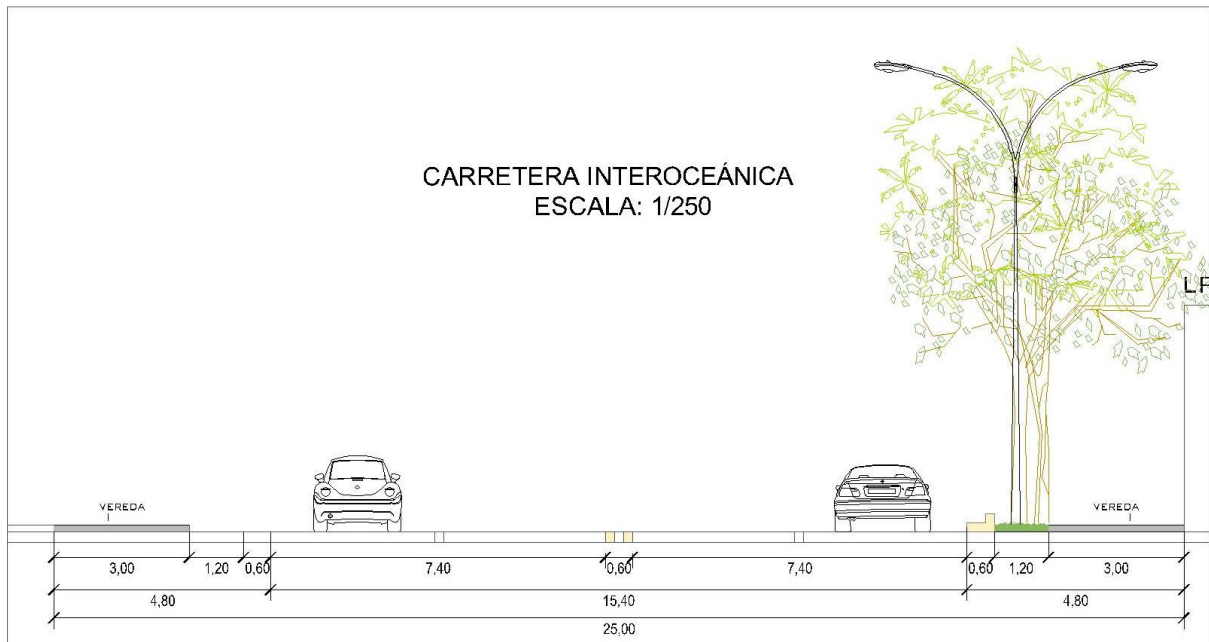 CARRETERA INTEROCEÁNICA
ESCALA: 1/250
VEREDA
VEREDA
3,00 1,20 0,60 7,40 0,60 7,40 0,60 1,20 3,00
4,80 15,40 4,80
25,00